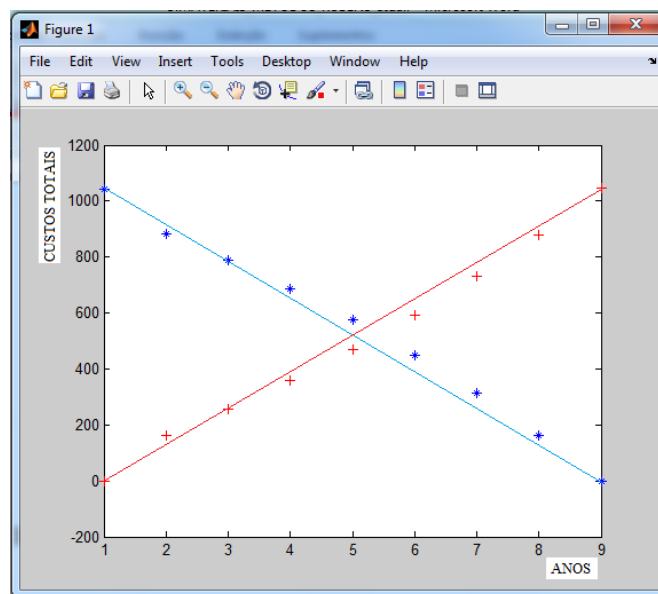 Figure 1
File Edit View Insert Tools Desktop Window Help
CUSTOS TOTAIS
1200
1000
800
600
400
200
0
-200
1 2 3 4 5 6 7 8 9
ANOS